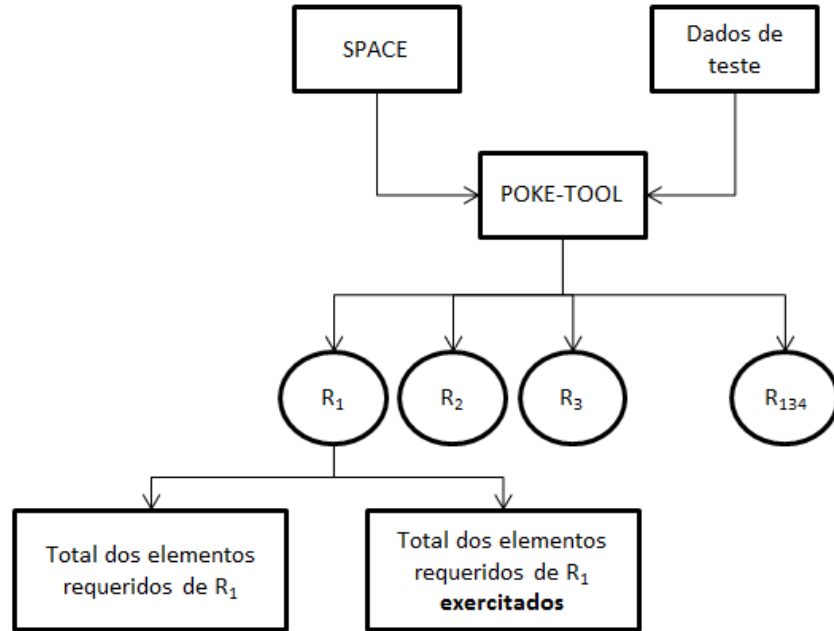 SPACE
Dados de
teste
POKE-TOOL
R1
R2
R3
R134
Total dos elementos
requeridos de R1
Total dos elementos
requeridos de R1
exercitados